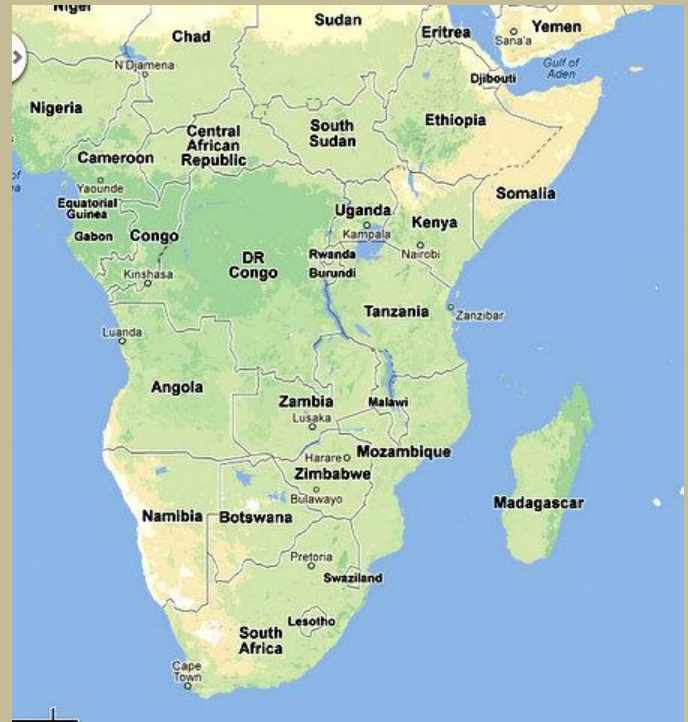 Niger
Chad
Sudan
Eritrea
Yemen
Sana'a
N'Djamena
Gulf of
Aden
Djibouti
Nigeria
Ethiopia
Central
African
Republic
South
Sudan
Cameroon
Yaounde
of
Somalia
Equatorial
Guinea
Uganda
Kampala
Kenya
Gabon
Congo
DR
Congo
Rwanda
Nairobi
Burundi
Kinshasa
Tanzania
Zanzibar
Luanda
Angola
Zambia
Malawi
Lusaka
Harare
Mozambique
Zimbabwe
Bulawayo
Madagascar
Namibia
Botswana
Pretoria
Swaziland
Lesotho
South
Africa
Cape
Town